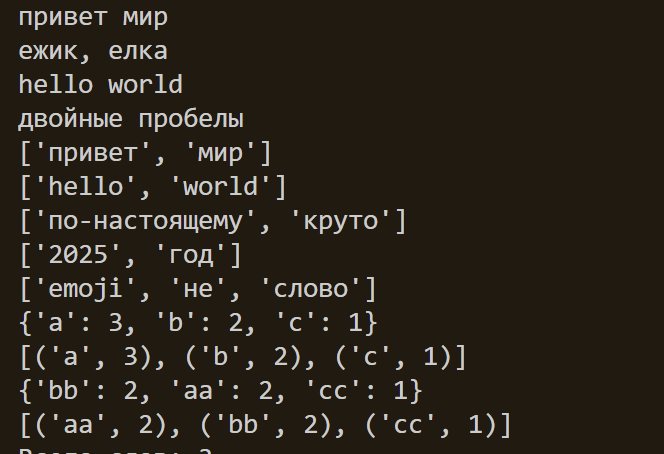 привет мир
ежик, елка
hello world
двойные пробелы
['привет', 'мир']
['hello', 'world']
['по-настоящему', 'круто']
['2025', 'год']
['emoji', 'не', 'слово']
{'a': 3, 'b': 2, 'c': 1}
[('a', 3), ('b', 2), ('c', 1)]
{'bb': 2, 'aa': 2, 'cc': 1}
[('aa', 2), ('bb', 2), ('cc', 1)]